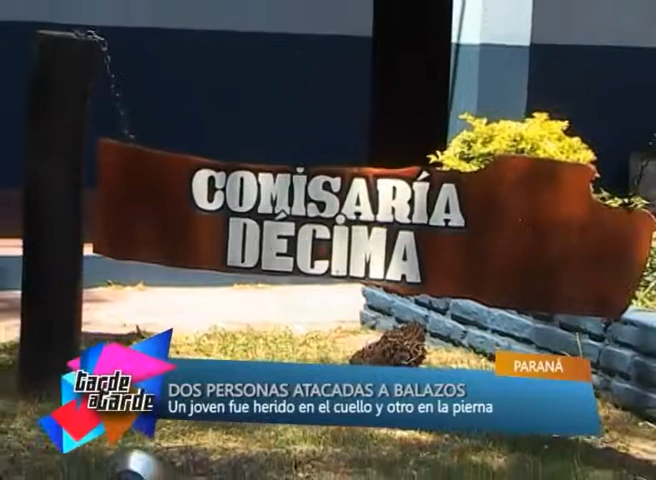 COMISARÍA
DÉCIMA
PARANÁ
tarde
a tarde
DOS PERSONAS ATACADAS A BALAZOS
Un joven fue herido en el cuello y otro en la pierna